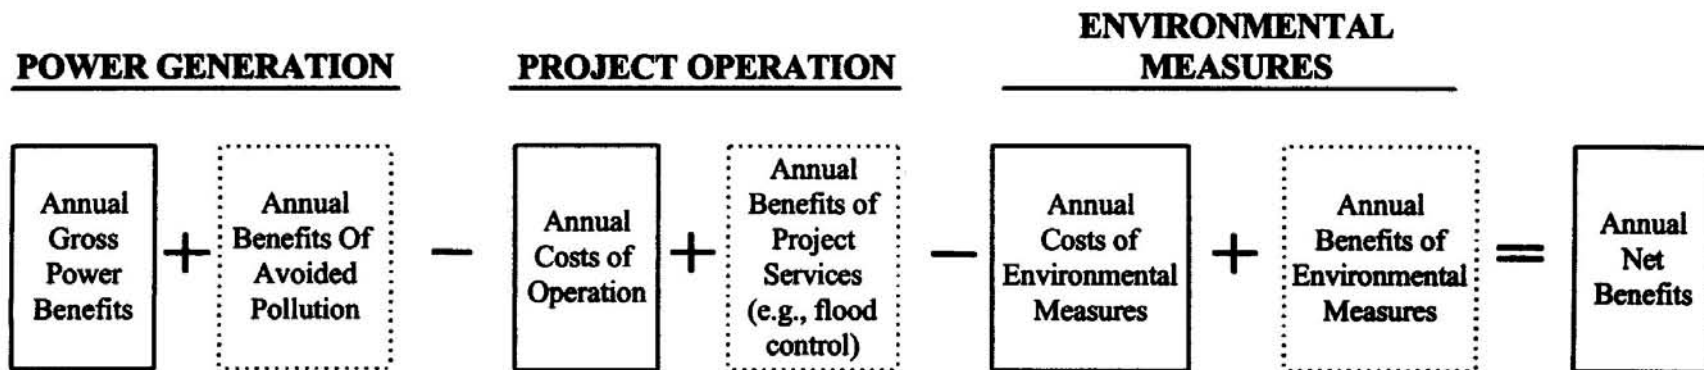 POWER GENERATION
PROJECT OPERATION
ENVIRONMENTAL
MEASURES
Annual
Gross
Power
Benefits
+
Annual
Benefits Of
Avoided
Pollution
−
Annual
Costs of
Operation
+
Annual
Benefits of
Project
Services
(e.g., flood
control)
−
Annual
Costs of
Environmental
Measures
+
Annual
Benefits of
Environmental
Measures
=
Annual
Net
Benefits